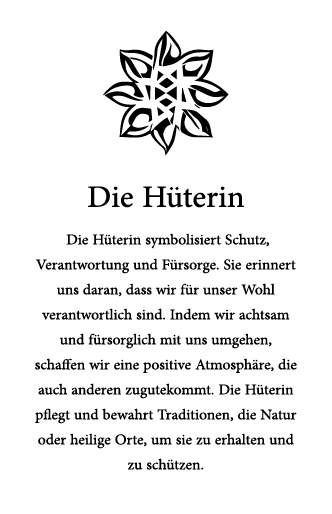 Die Hüterin
Die Hüterin symbolisiert Schutz,
Verantwortung und Fürsorge. Sie erinnert
uns daran, dass wir für unser Wohl
verantwortlich sind. Indem wir achtsam
und fürsorglich mit uns umgehen,
schaffen wir eine positive Atmosphäre, die
auch anderen zugutekommt. Die Hüterin
pflegt und bewahrt Traditionen, die Natur
oder heilige Orte, um sie zu erhalten und
zu schützen.